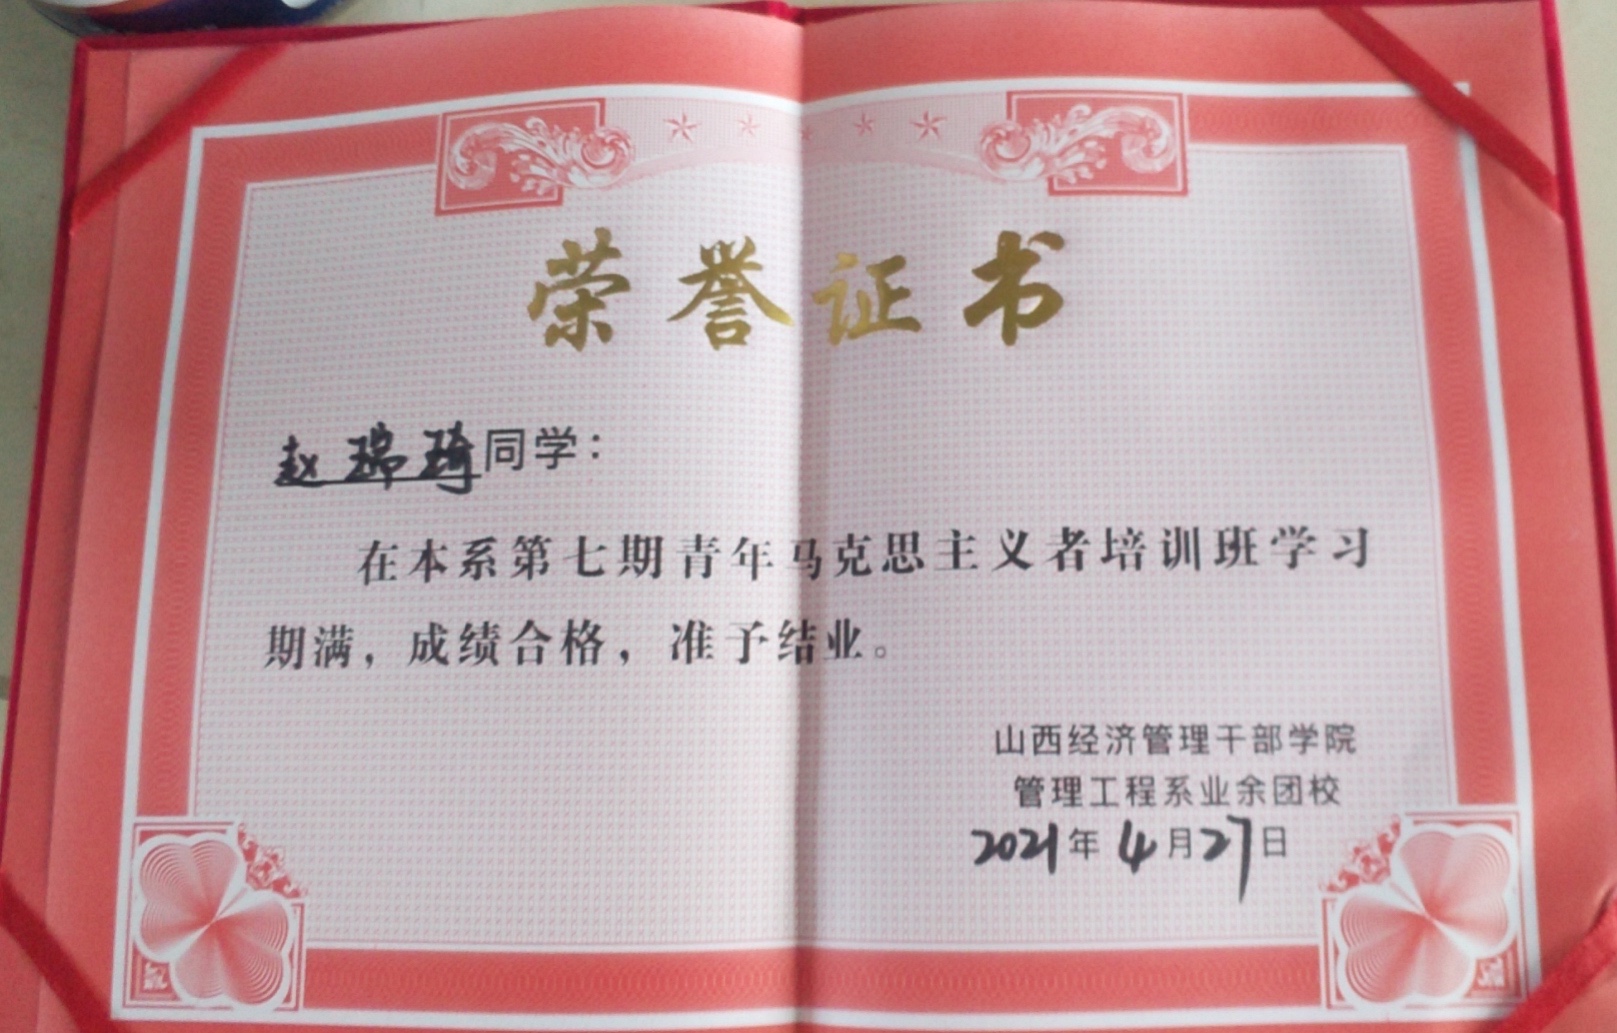 荣誉证书
赵瑞琦同学：
在本系第七期青年马克思主义者培训班学习
期满，成绩合格，准予结业。
山西经济管理干部学院
管理工程系业余团校
2021年4月27日